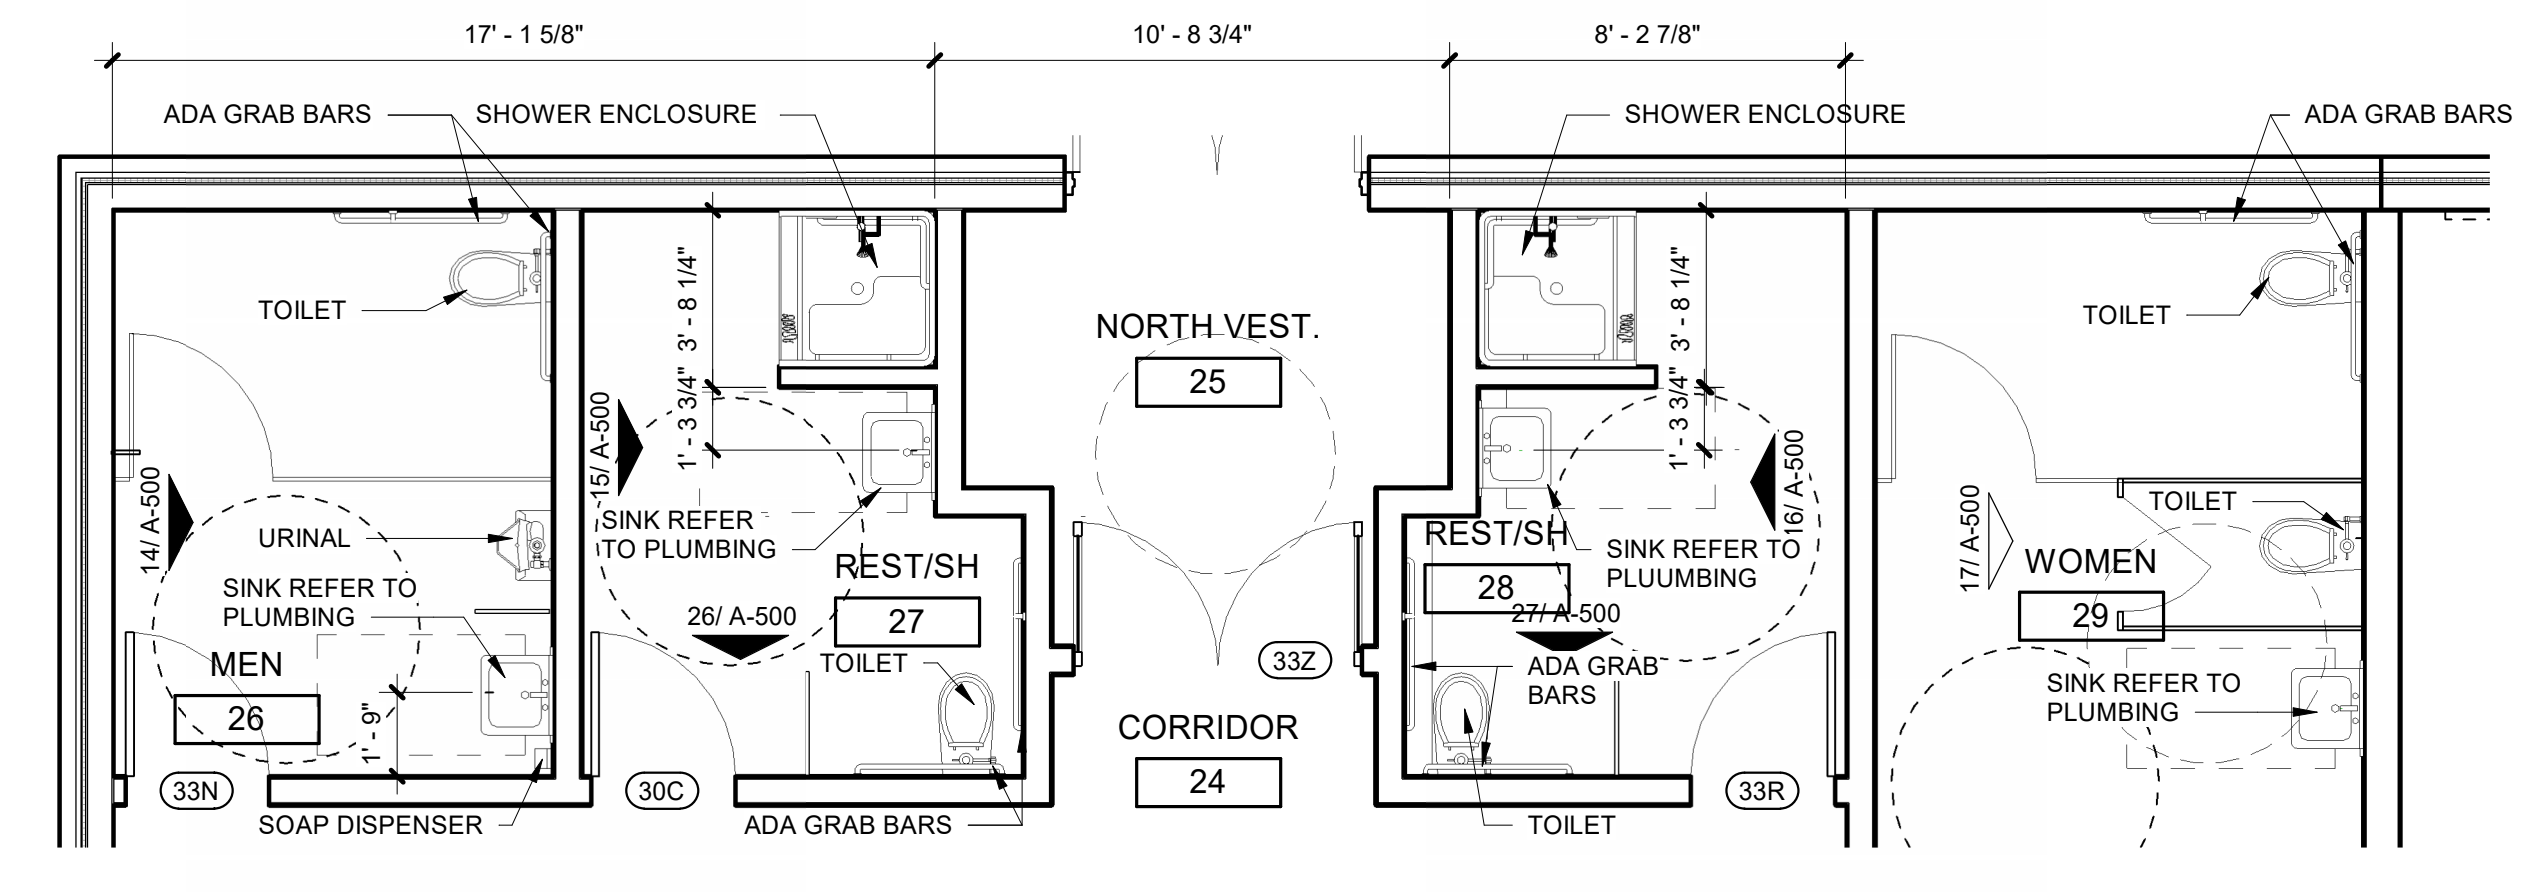 17' - 1 5/8"
10' - 8 3/4"
8' - 2 7/8"
ADA GRAB BARS
SHOWER ENCLOSURE
SHOWER ENCLOSURE
ADA GRAB BARS
TOILET
3' - 8 1/4"
1' - 3 3/4"
NORTH VEST.
25
3' - 8 1/4"
1' - 3 3/4"
TOILET
14/ A-500
15/ A-500
16/ A-500
17/ A-500
TOILET
URINAL
SINK REFER
TO PLUMBING
REST/SH
27
REST/SH
28
SINK REFER TO
PLUUMBING
WOMEN
29
SINK REFER TO
PLUMBING
26/ A-500
27/ A-500
MEN
26
1' - 9"
TOILET
33Z
ADA GRAB
BARS
SINK REFER TO
PLUMBING
CORRIDOR
24
33N
30C
33R
SOAP DISPENSER
ADA GRAB BARS
TOILET